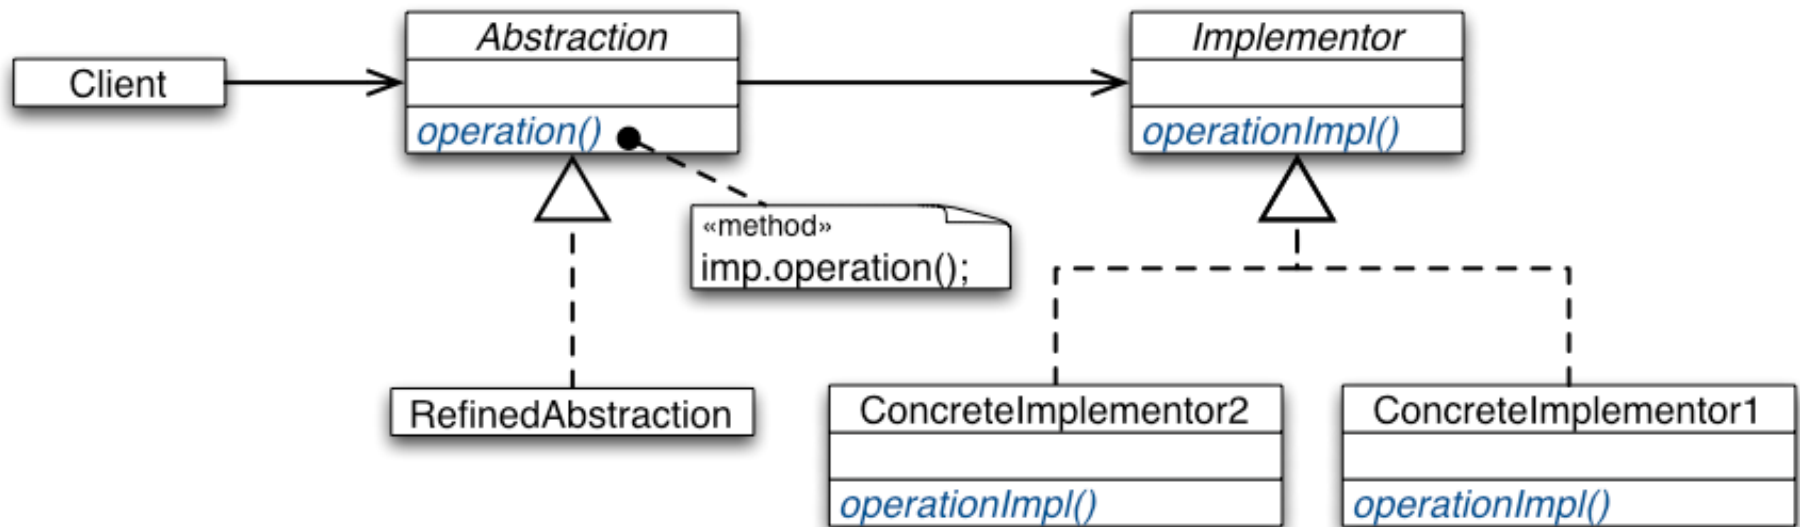 Abstraction
Implementor
Client
operation()
operationImpl()
«method»
imp.operation();
RefinedAbstraction
ConcreteImplementor2
ConcreteImplementor1
operationImpl()
operationImpl()